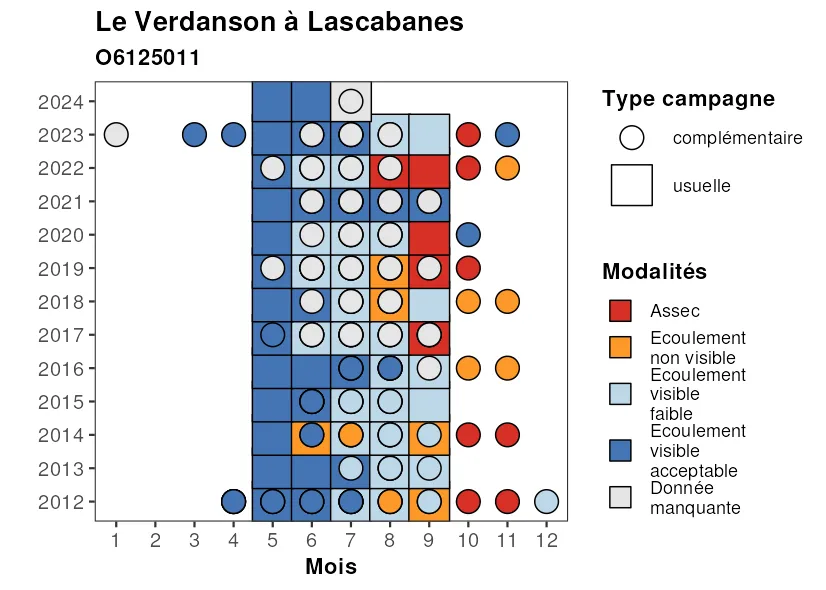 Le Verdanson à Lascabanes
O6125011
2024
2023
2022
2021
2020
2019
2018
2017
2016
2015
2014
2013
2012
1 2 3 4 5 6 7 8 9 10 11 12
Mois
Type campagne
complémentaire
usuelle
Modalités
Assec
Ecoulement
non visible
Ecoulement
visible
faible
Ecoulement
visible
acceptable
Donnée
manquante